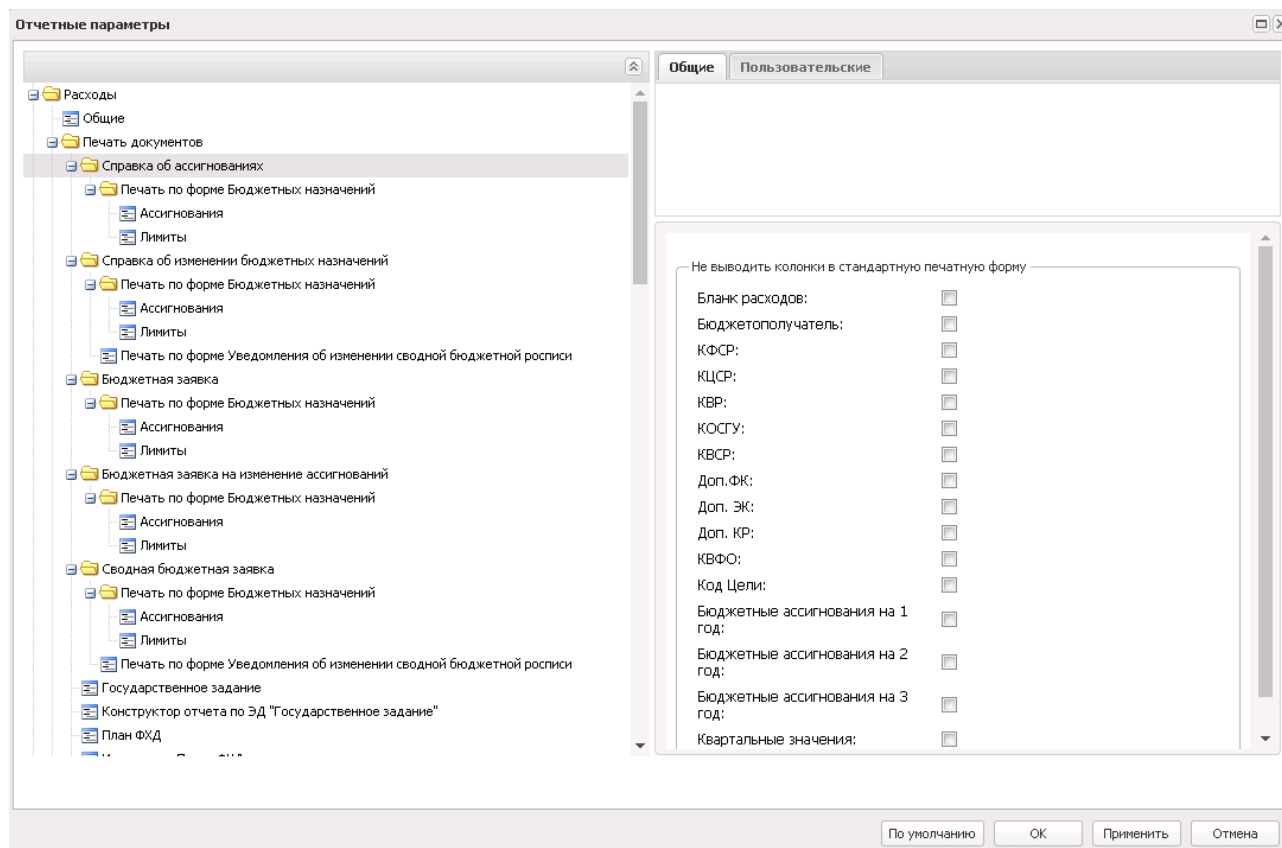 Отчетные параметры
Расходы
Общие
Печать документов
Справка об ассигнованиях
Печать по форме Бюджетных назначений
Ассигнования
Лимиты
Справка об изменении бюджетных назначений
Печать по форме Бюджетных назначений
Ассигнования
Лимиты
Печать по форме Уведомления об изменении сводной бюджетной росписи
Бюджетная заявка
Печать по форме Бюджетных назначений
Ассигнования
Лимиты
Бюджетная заявка на изменение ассигнований
Печать по форме Бюджетных назначений
Ассигнования
Лимиты
Сводная бюджетная заявка
Печать по форме Бюджетных назначений
Ассигнования
Лимиты
Печать по форме Уведомления об изменении сводной бюджетной росписи
Государственное задание
Конструктор отчета по ЭД "Государственное задание"
План ФХД
Общие
Пользовательские
Не выводить колонки в стандартную печатную форму
Бланк расходов:
Бюджетополучатель:
КФСР:
КЦСР:
КВР:
КОСГУ:
КВСР:
Доп.ФК:
Доп. ЭК:
Доп. КР:
КВФО:
Код Цели:
Бюджетные ассигнования на 1
год:
Бюджетные ассигнования на 2
год:
Бюджетные ассигнования на 3
год:
Квартальные значения:
По умолчанию
ОК
Применить
Отмена